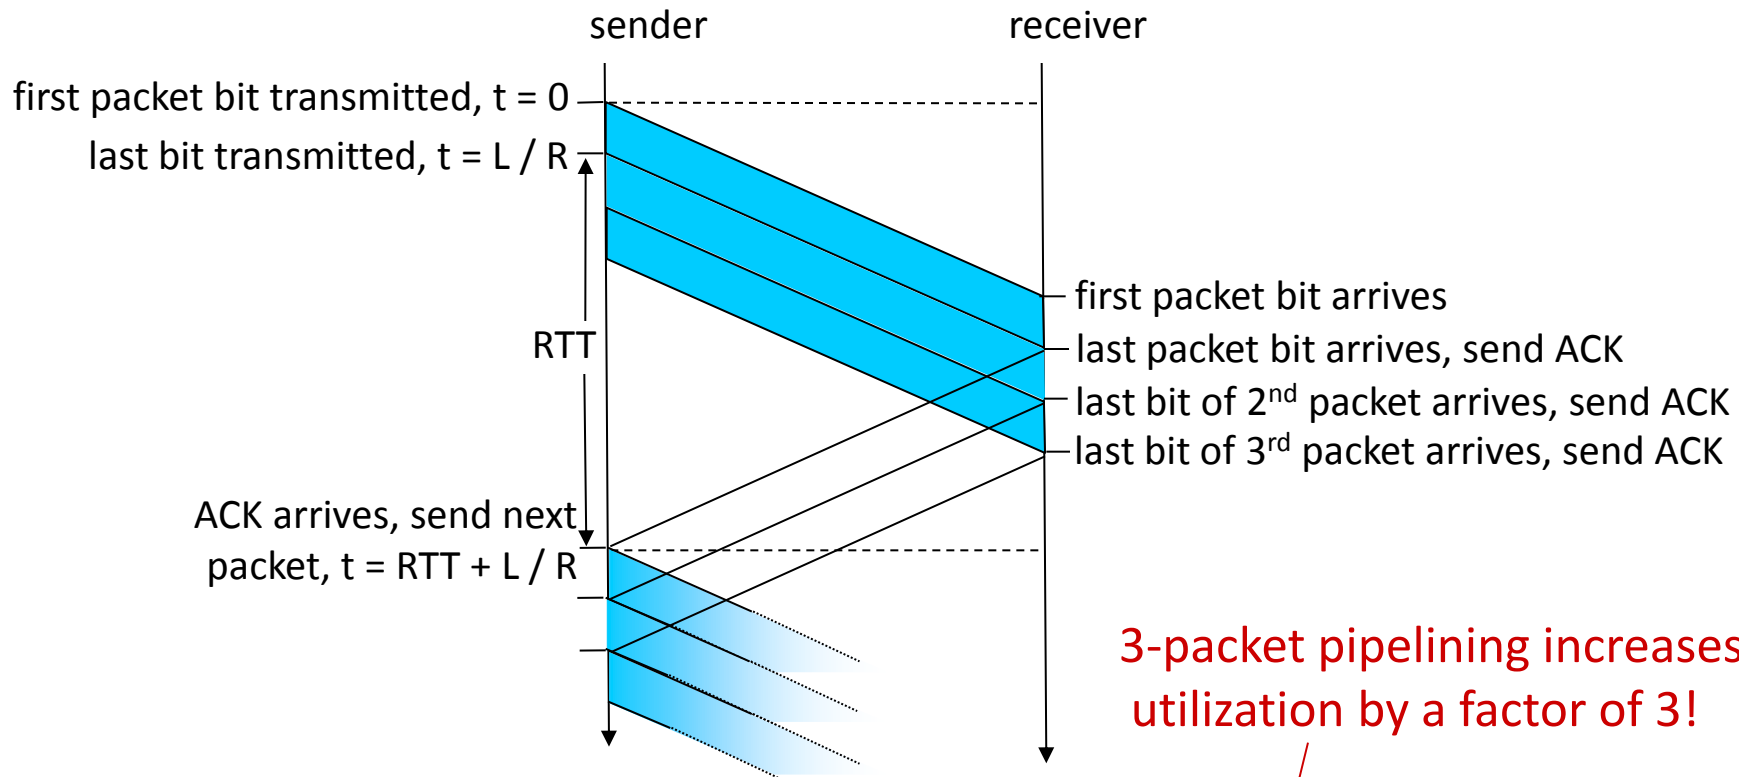 sender
receiver
first packet bit transmitted, t = 0
last bit transmitted, t = L / R
first packet bit arrives
RTT
last packet bit arrives, send ACK
last bit of 2nd packet arrives, send ACK
last bit of 3rd packet arrives, send ACK
ACK arrives, send next
packet, t = RTT + L / R
3-packet pipelining increases
utilization by a factor of 3!